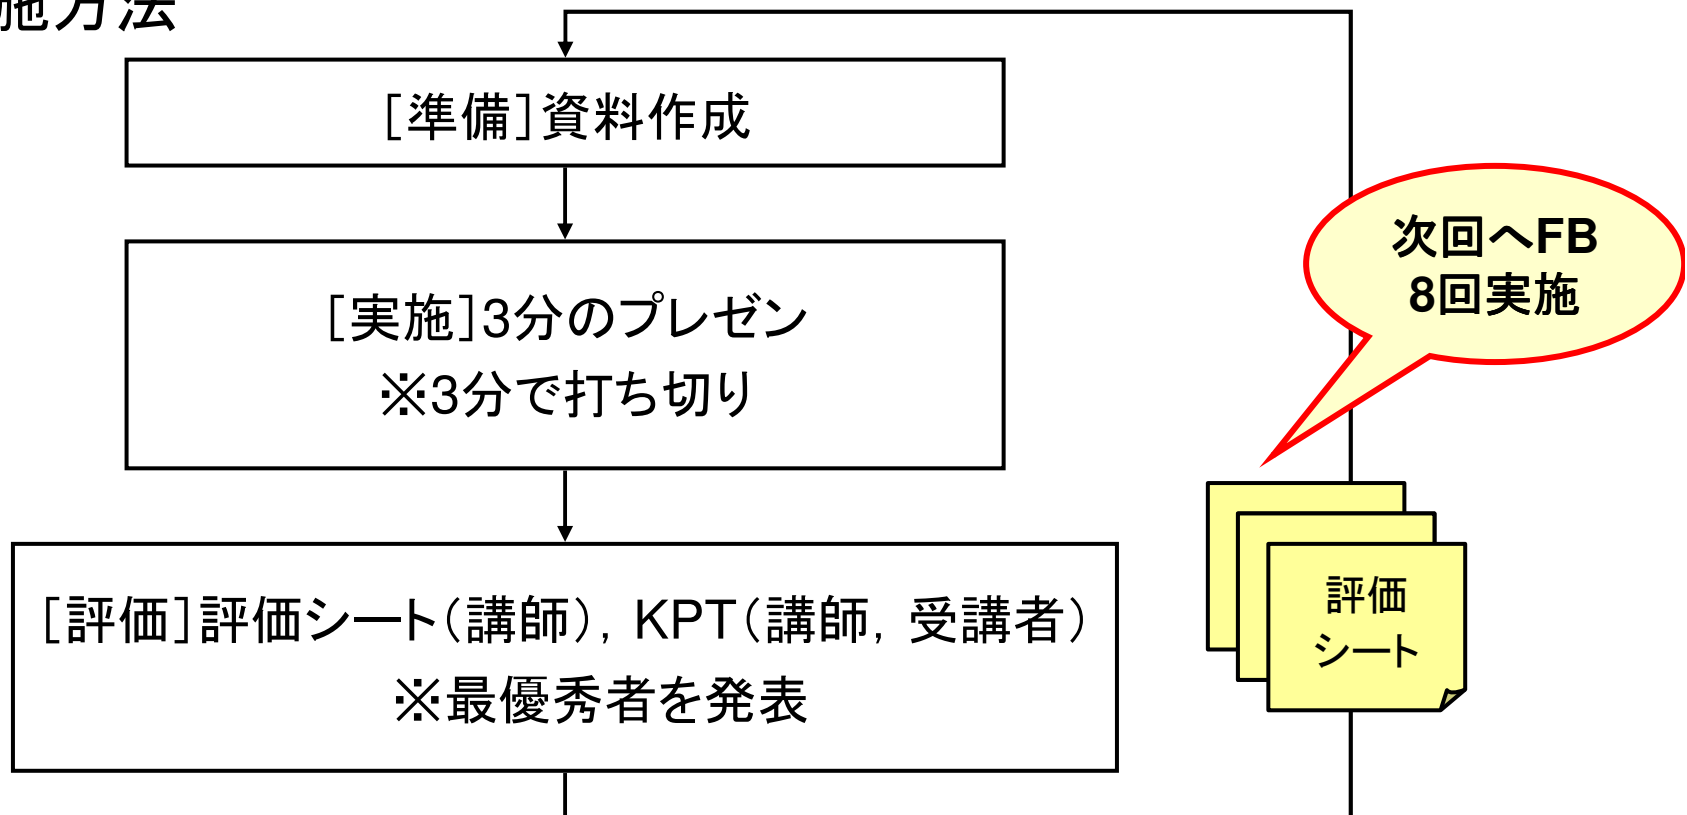 施方法
［準備］資料作成
［実施］3分のプレゼン
※3分で打ち切り
次回へFB
8回実施
［評価］評価シート（講師），KPT（講師，受講者）
※最優秀者を発表
評価
シート